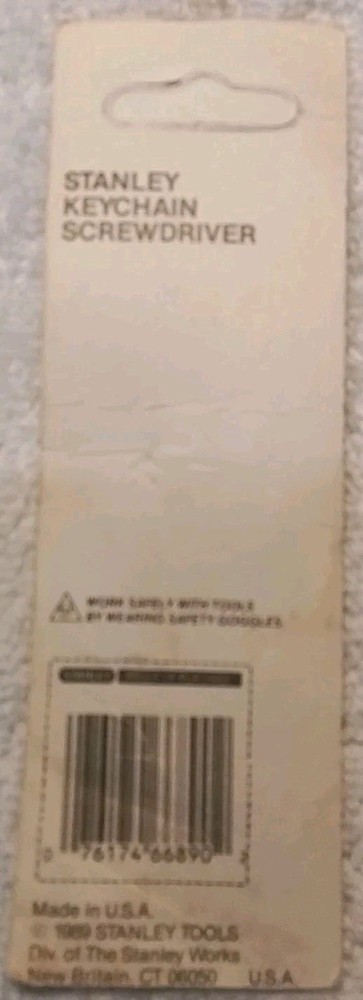 STANLEY
KEYCHAIN
SCREWDRIVER
WORK SAFELY WITH TOOLS
BY WEARING SAFETY GOGGLES
0 76174 66890
Made in U.S.A.
© 1989 STANLEY TOOLS
Div. of The Stanley Works
New Britain, CT 06050 U.S.A.